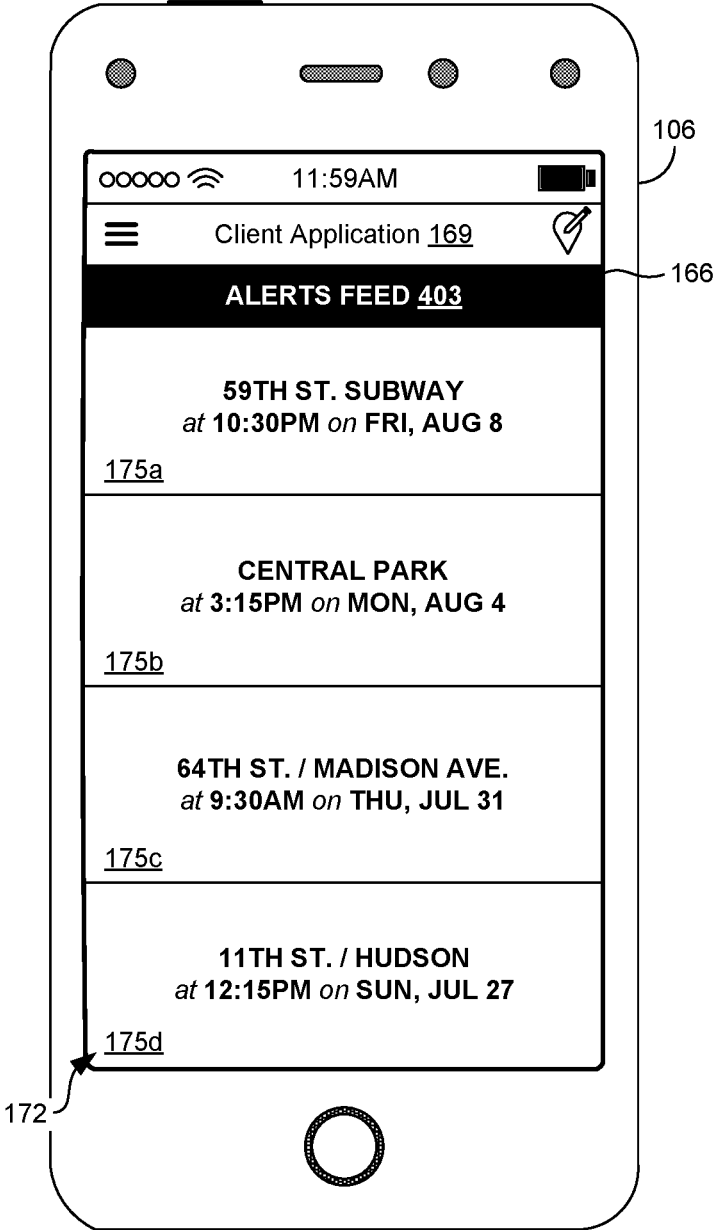 106
11:59AM
Client Application 169
166
ALERTS FEED 403
59TH ST. SUBWAY
at 10:30PM on FRI, AUG 8
175a
CENTRAL PARK
at 3:15PM on MON, AUG 4
175b
64TH ST. / MADISON AVE.
at 9:30AM on THU, JUL 31
175c
11TH ST. / HUDSON
at 12:15PM on SUN, JUL 27
175d
172